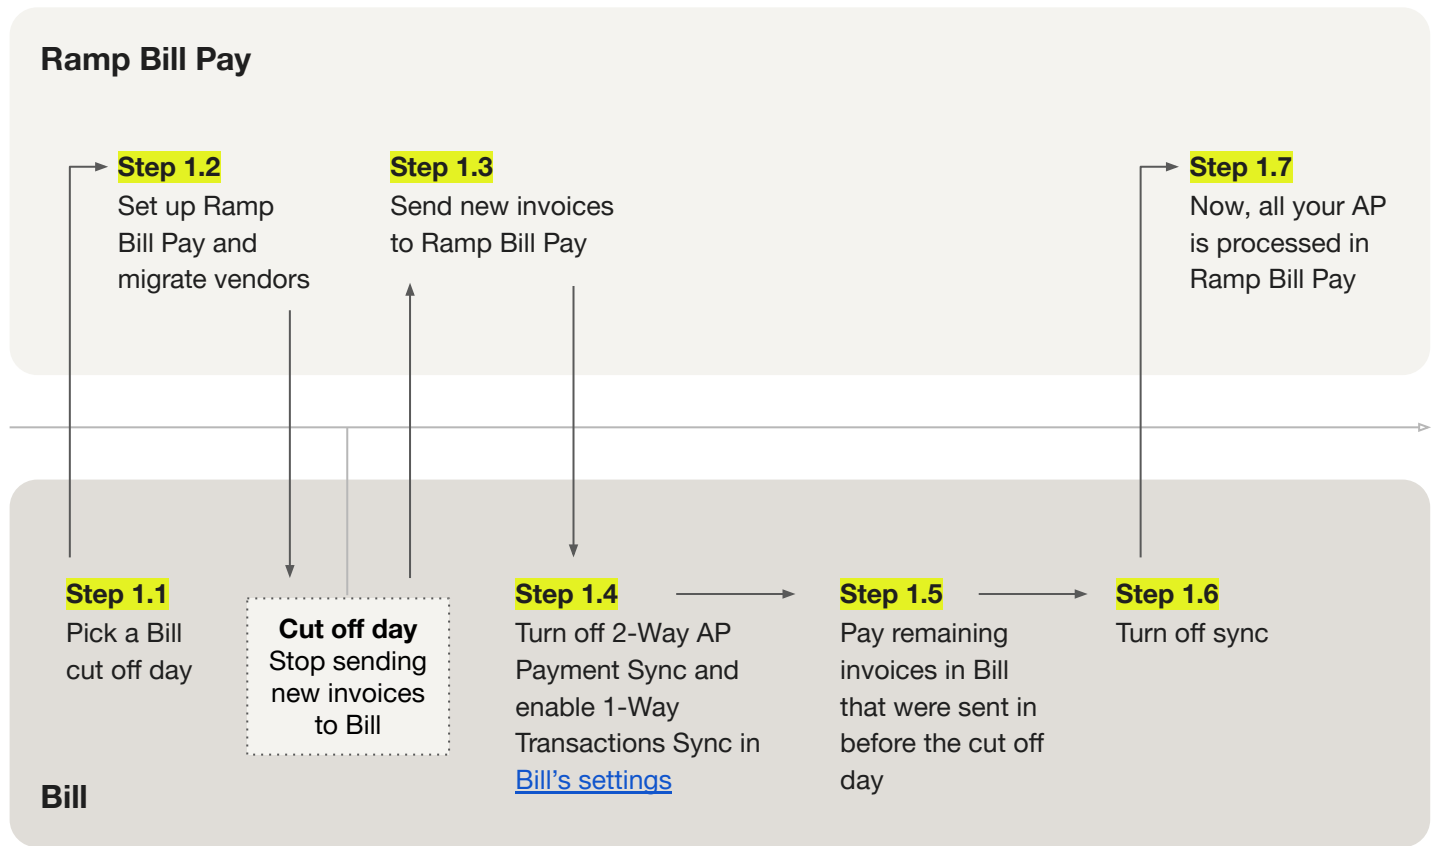 Ramp Bill Pay
Step 1.2
Set up Ramp
Bill Pay and
migrate vendors
Step 1.3
Send new invoices
to Ramp Bill Pay
Step 1.7
Now, all your AP
is processed in
Ramp Bill Pay
Step 1.1
Pick a Bill
cut off day
Cut off day
Stop sending
new invoices
to Bill
Step 1.4
Turn off 2-Way AP
Payment Sync and
enable 1-Way
Transactions Sync in
Bill’s settings
Step 1.5
Pay remaining
invoices in Bill
that were sent in
before the cut off
day
Step 1.6
Turn off sync
Bill